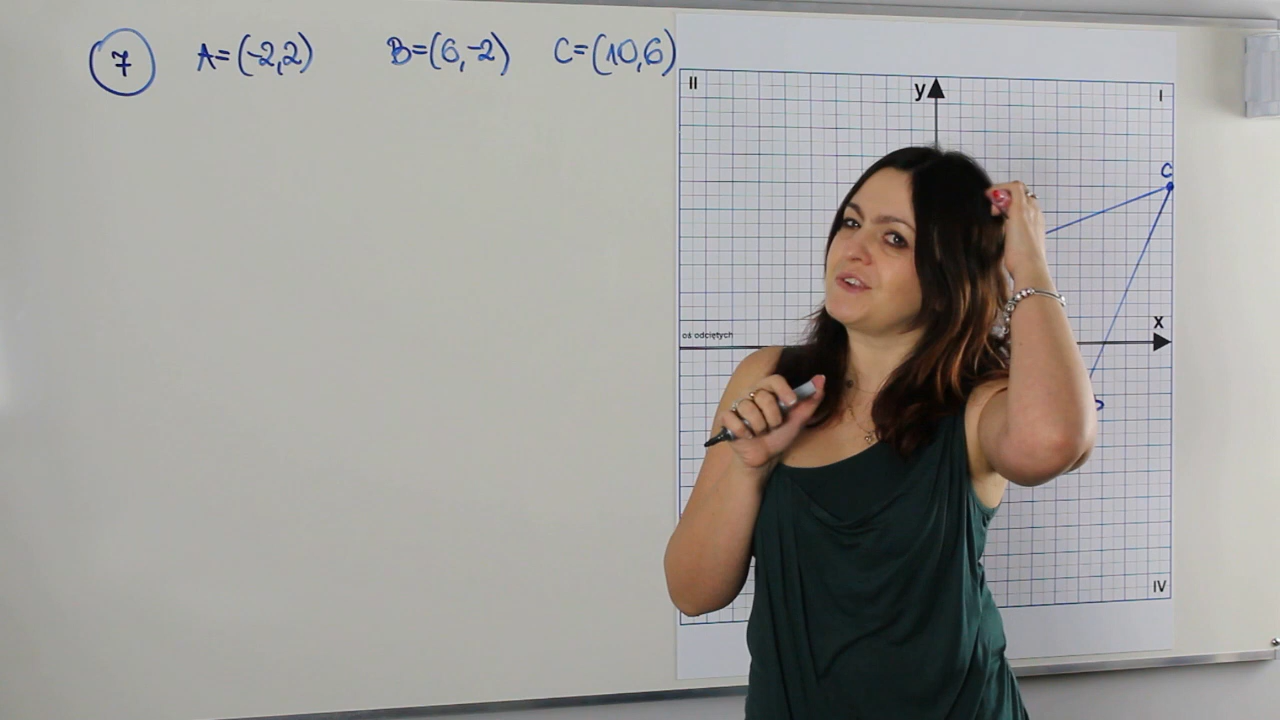 7 A=(-2,2) B=(6,-2) C=(10,6)
II y I
C
x
oś odciętych
IV